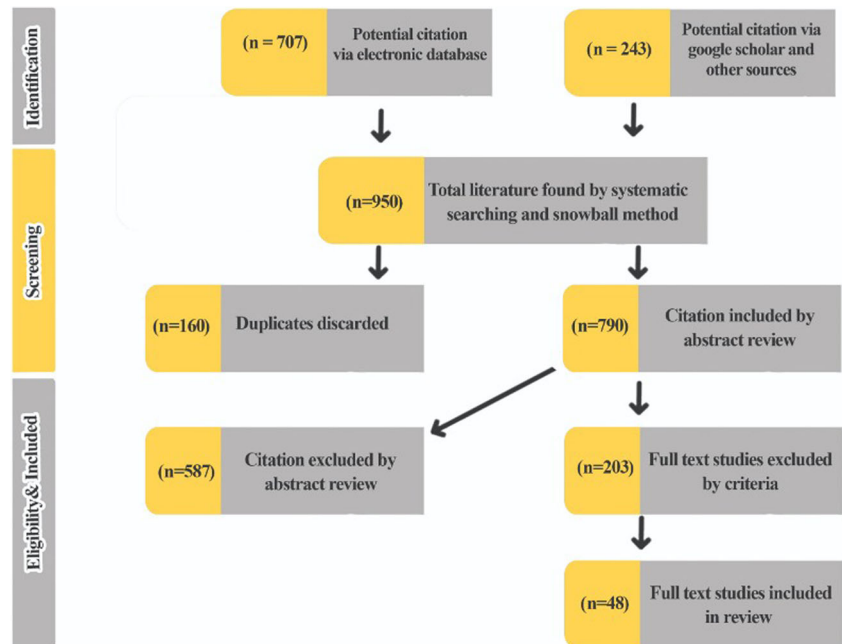 Identification
(n = 707)
Potential citation
via electronic database
(n = 243)
Potential citation via
google scholar and
other sources
Screening
(n=950)
Total literature found by systematic
searching and snowball method
(n=160)
Duplicates discarded
(n=790)
Citation included by
abstract review
Eligibility& Included
(n=587)
Citation excluded by
abstract review
(n=203)
Full text studies excluded
by criteria
(n=48)
Full text studies included
in review